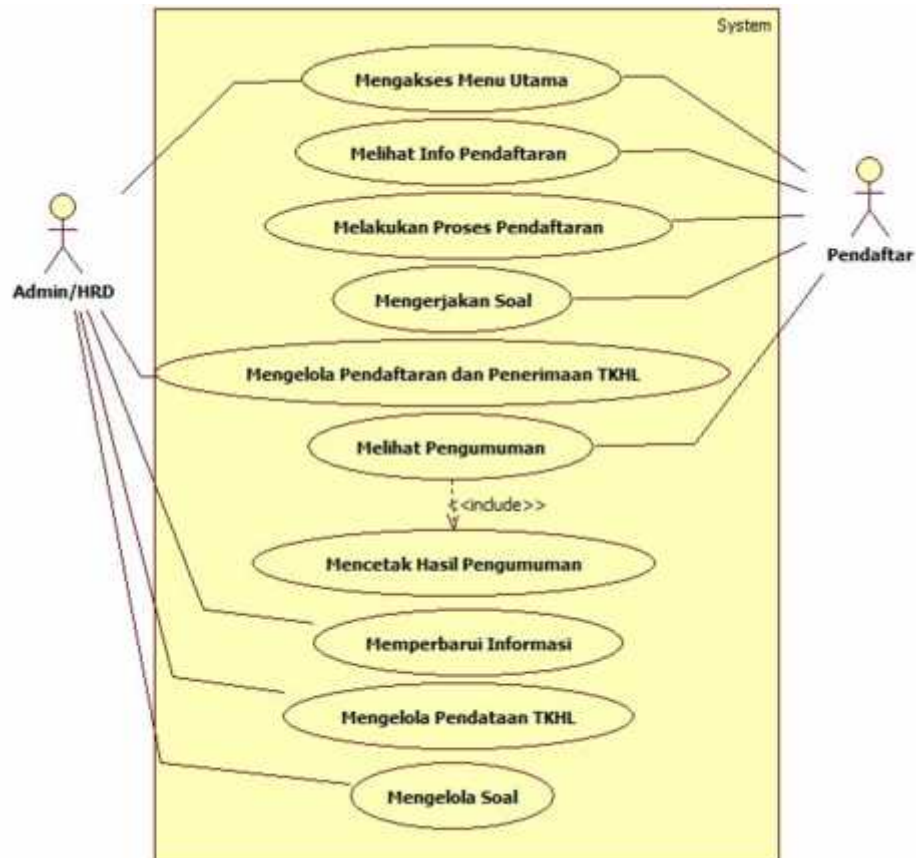 System
Mengakses Menu Utama
Melihat Info Pendaftaran
Melakukan Proses Pendaftaran
Pendaftar
Admin/HRD
Mengerjakan Soal
Mengelola Pendaftaran dan Penerimaan TKHL
Melihat Pengumuman
<<include>>
Mencetak Hasil Pengumuman
Memperbarui Informasi
Mengelola Pendataan TKHL
Mengelola Soal